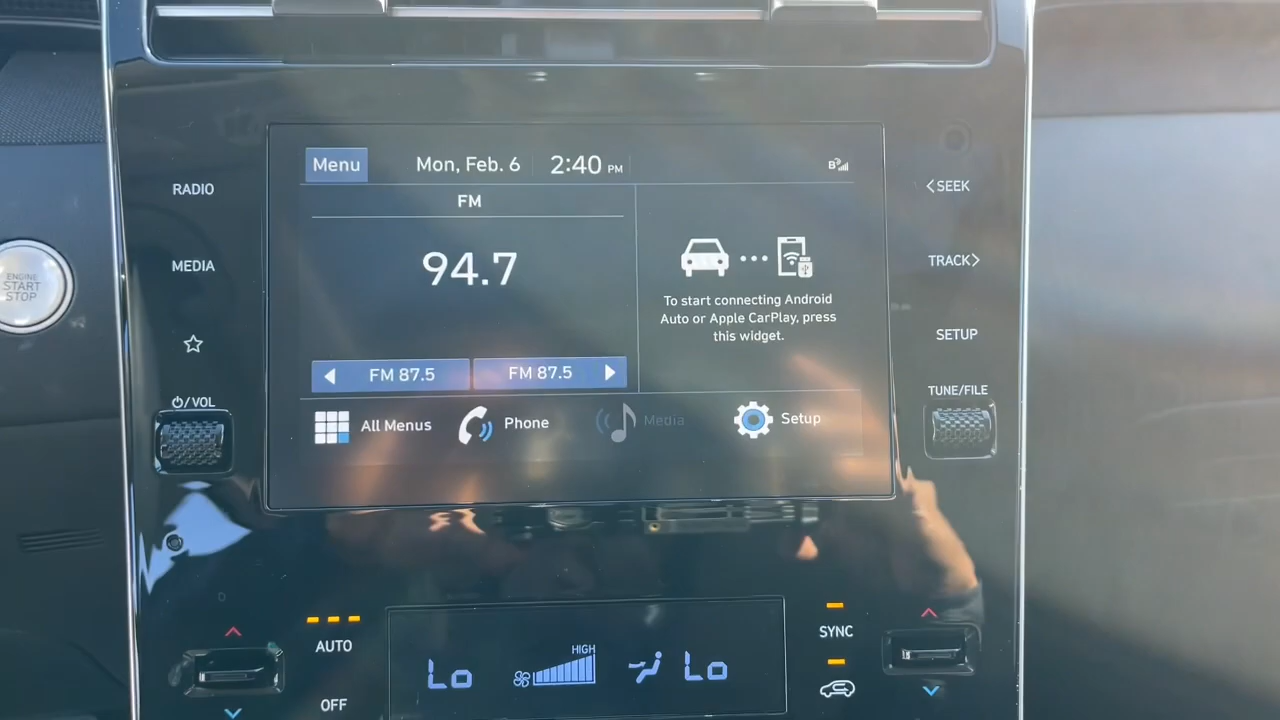 Menu
Mon, Feb. 6
2:40 PM
B
RADIO
MEDIA
VOL
ENGINE
START
STOP
FM
94.7
FM 87.5
FM 87.5
To start connecting Android
Auto or Apple CarPlay, press
this widget.
All Menus
Phone
Media
Setup
<SEEK
TRACK>
SETUP
TUNE/FILE
AUTO
OFF
Lo
HIGH
Lo
SYNC